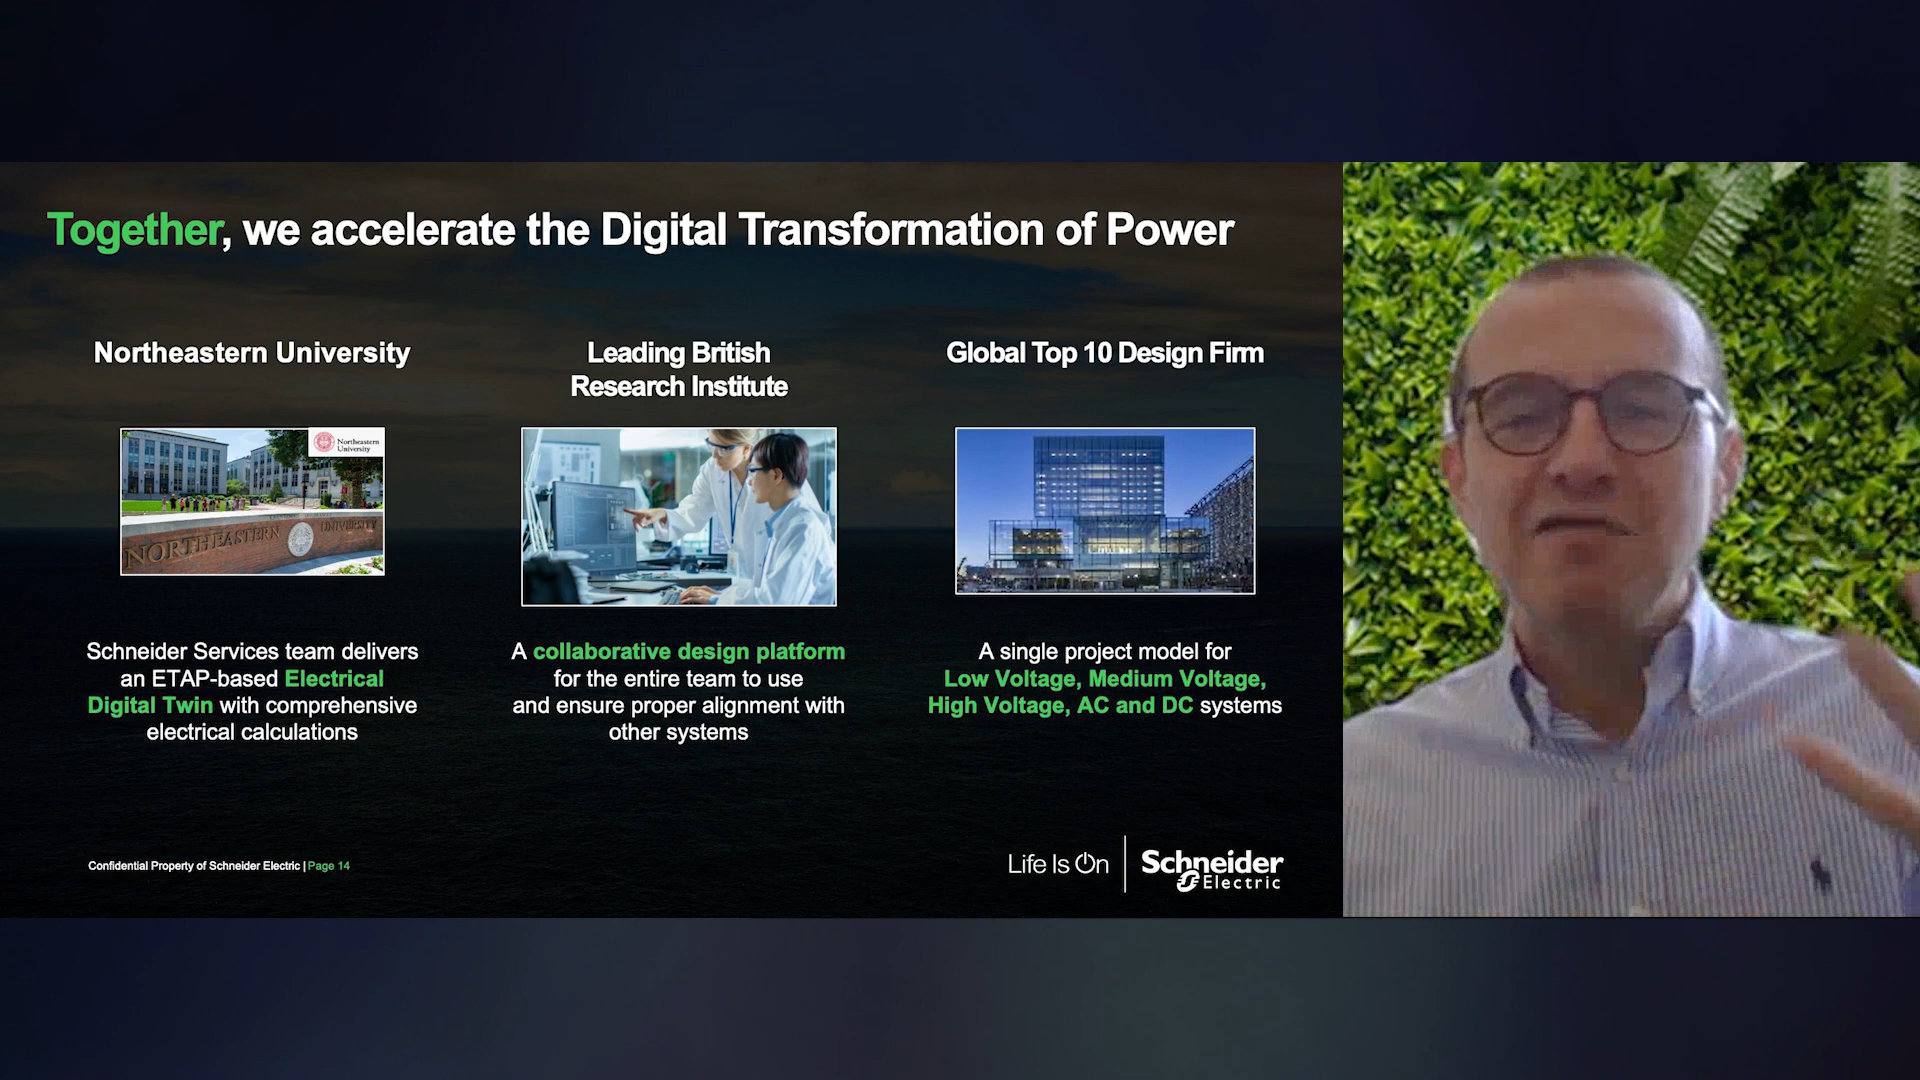 Together, we accelerate the Digital Transformation of Power
Northeastern University
Northeastern
University
NORTHEASTERN UNIVERSITY
Schneider Services team delivers
an ETAP-based Electrical
Digital Twin with comprehensive
electrical calculations
Leading British
Research Institute
A collaborative design platform
for the entire team to use
and ensure proper alignment with
other systems
Global Top 10 Design Firm
A single project model for
Low Voltage, Medium Voltage,
High Voltage, AC and DC systems
Confidential Property of Schneider Electric | Page 14
Life Is On
Schneider
Electric